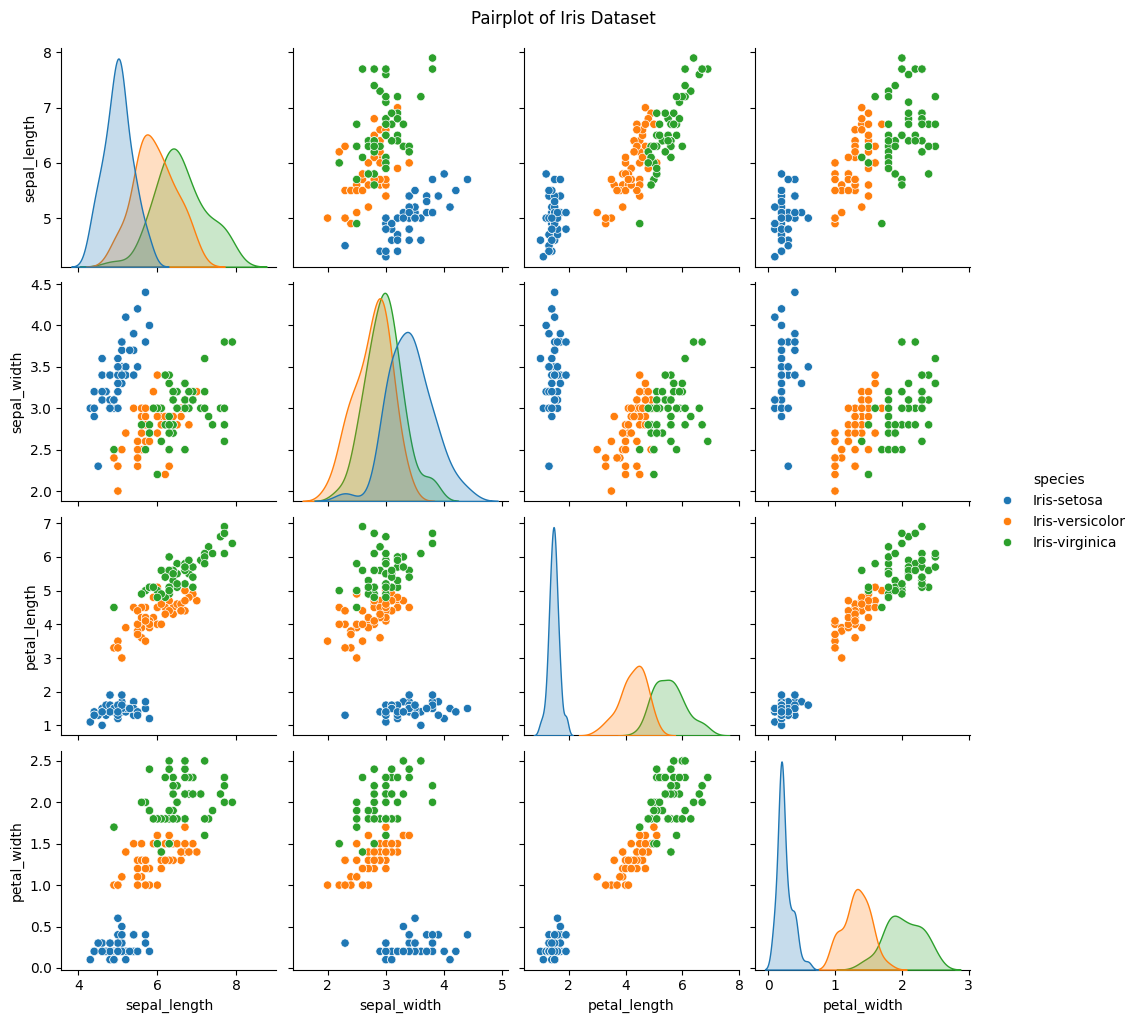 Pairplot of Iris Dataset
8
7
6
5
sepal_length
4.5
4.0
3.5
3.0
2.5
2.0
sepal_width
7
6
5
4
3
2
1
petal_length
2.5
2.0
1.5
1.0
0.5
0.0
petal_width
4 6 8
sepal_length
2 3 4
sepal_width
2 4 6 8
petal_length
0 1 2 3
petal_width
species
Iris-setosa
Iris-versicolor
Iris-virginica